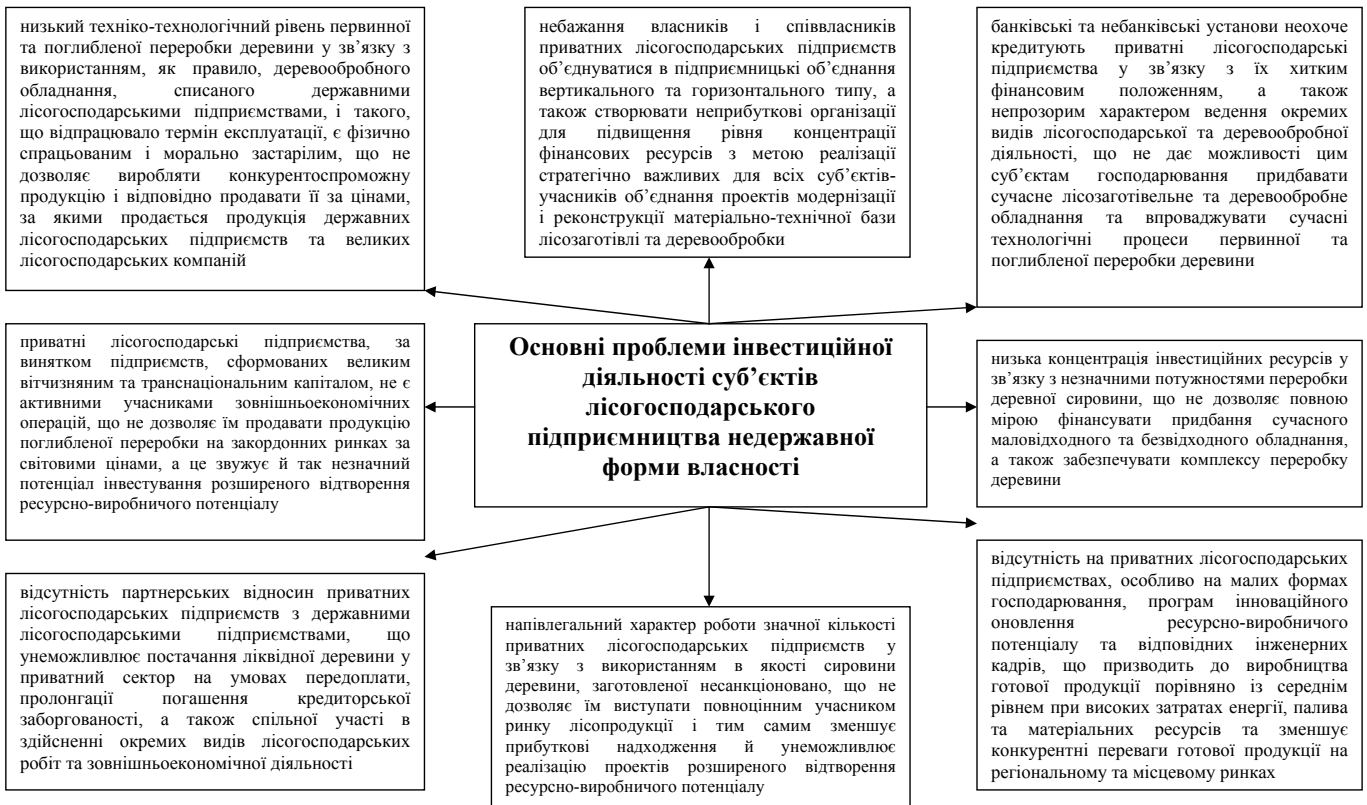 низький техніко-технологічний рівень первинної
та поглибленої переробки деревини у зв’язку з
використанням, як правило, деревообробного
обладнання, списаного державними
лісогосподарськими підприємствами, і такого,
що відпрацювало термін експлуатації, є фізично
спрацьованим і морально застарілим, що не
дозволяє виробляти конкурентоспроможну
продукцію і відповідно продавати її за цінами,
за якими продається продукція державних
лісогосподарських підприємств та великих
лісогосподарських компаній
небажання власників і співвласників
приватних лісогосподарських підприємств
об’єднуватися в підприємницькі об’єднання
вертикального та горизонтального типу, а
також створювати неприбуткові організації
для підвищення рівня концентрації
фінансових ресурсів з метою реалізації
стратегічно важливих для всіх суб’єктів-
учасників об’єднання проектів модернізації
і реконструкції матеріально-технічної бази
лісозаготівлі та деревообробки
банківські та небанківські установи неохоче
кредитують приватні лісогосподарські
підприємства у зв’язку з їх хитким
фінансовим положенням, а також
непрозорим характером ведення окремих
видів лісогосподарської та деревообробної
діяльності, що не дає можливості цим
суб’єктам господарювання придбавати
сучасне лісозаготівельне та деревообробне
обладнання та впроваджувати сучасні
технологічні процеси первинної та
поглибленої переробки деревини
приватні лісогосподарські підприємства, за
винятком підприємств, сформованих великим
вітчизняним та транснаціональним капіталом, не є
активними учасниками зовнішньоекономічних
операцій, що не дозволяє їм продавати продукцію
поглибленої переробки на закордонних ринках за
світовими цінами, а це звужує й так незначний
потенціал інвестування розширеного відтворення
ресурсно-виробничого потенціалу
Основні проблеми інвестиційної
діяльності суб’єктів
лісогосподарського
підприємництва недержавної
форми власності
низька концентрація інвестиційних ресурсів у
зв’язку з незначними потужностями переробки
деревної сировини, що не дозволяє повною
мірою фінансувати придбання сучасного
маловідходного та безвідходного обладнання,
а також забезпечувати комплексу переробку
деревини
відсутність партнерських відносин приватних
лісогосподарських підприємств з державними
лісогосподарськими підприємствами, що
унеможливлює постачання ліквідної деревини у
приватний сектор на умовах передоплати,
пролонгації погашення кредиторської
заборгованості, а також спільної участі в
здійсненні окремих видів лісогосподарських
робіт та зовнішньоекономічної діяльності
напівлегальний характер роботи значної кількості
приватних лісогосподарських підприємств у
зв’язку з використанням в якості сировини
деревини, заготовленої несанкціоновано, що не
дозволяє їм виступати повноцінним учасником
ринку лісопродукції і тим самим зменшує
прибуткові надходження й унеможливлює
реалізацію проектів розширеного відтворення
ресурсно-виробничого потенціалу
відсутність на приватних лісогосподарських
підприємствах, особливо на малих формах
господарювання, програм інноваційного
оновлення ресурсно-виробничого
потенціалу та відповідних інженерних
кадрів, що призводить до виробництва
готової продукції порівняно із середнім
рівнем при високих затратах енергії, палива
та матеріальних ресурсів та зменшує
конкурентні переваги готової продукції на
регіональному та місцевому ринках